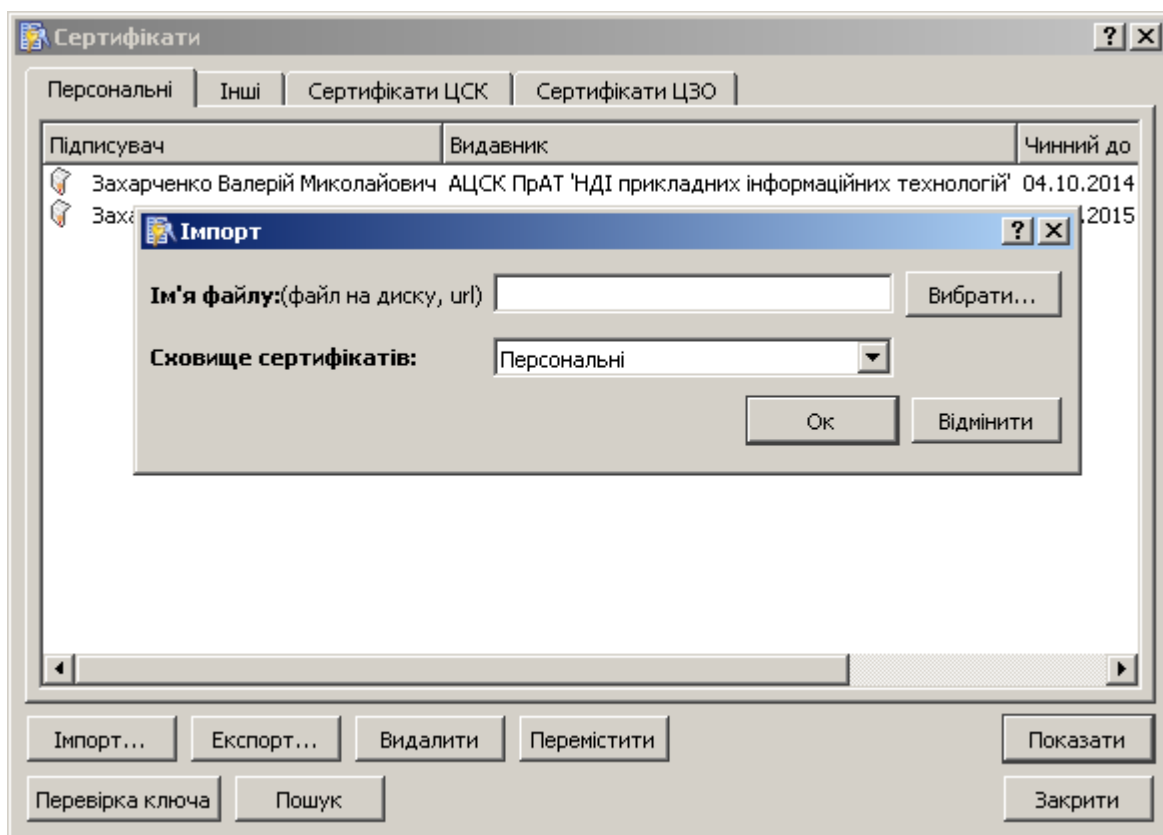 Сертифікати
Персональні Інші Сертифікати ЦСК Сертифікати ЦЗО
Підписувач Видавник Чинний до
Захарченко Валерій Миколайович АЦСК ПрАТ 'НДІ прикладних інформаційних технологій' 04.10.2014
.2015
Імпорт
Ім'я файлу:(файл на диску, url) Вибрати...
Сховище сертифікатів: Персональні
Ок Відмінити
Імпорт... Експорт... Видалити Перемістити Показати
Перевірка ключа Пошук Закрити